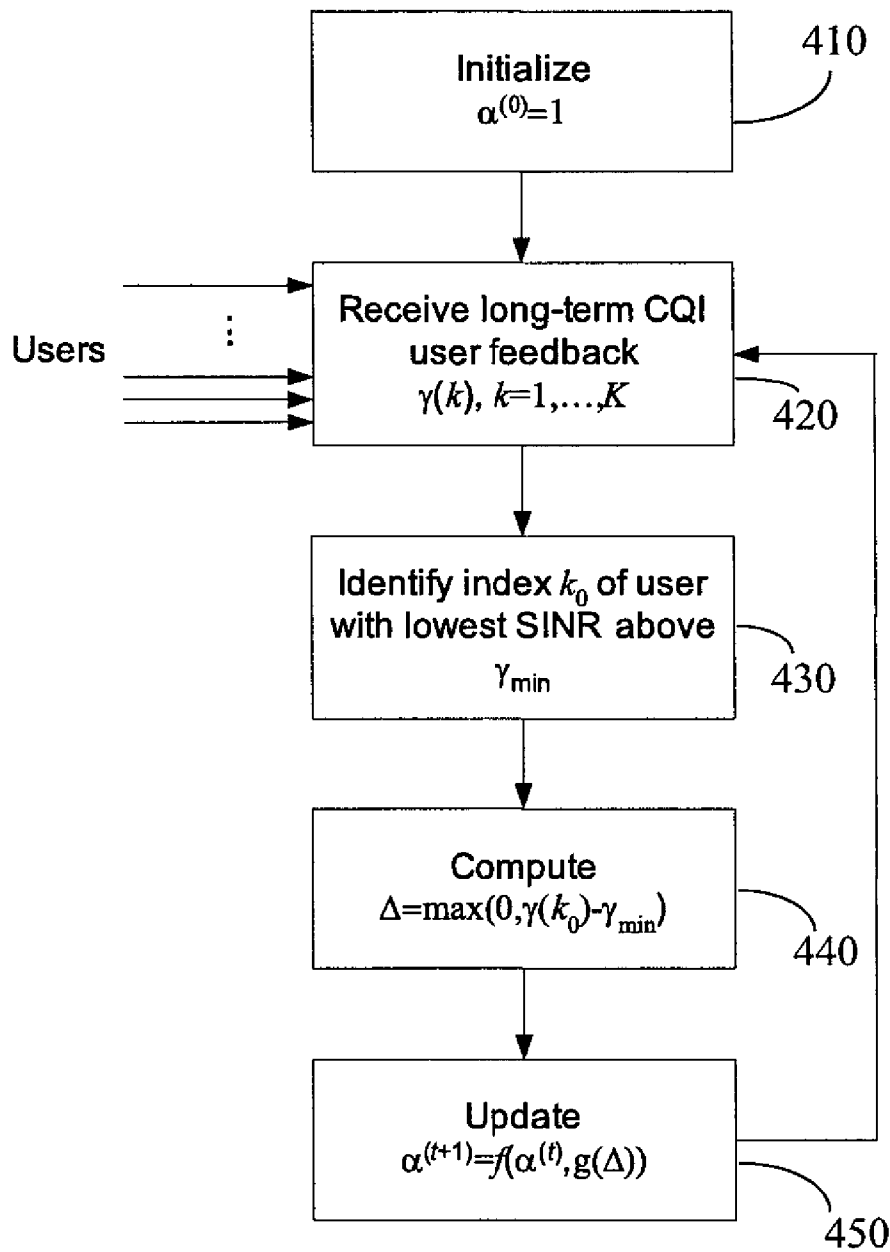 Initialize
α(0)=1
410
Receive long-term CQI
user feedback
γ(k), k=1,...,K
Users
⋮
420
Identify index k0 of user
with lowest SINR above
γmin
430
Compute
Δ=max(0,γ(k0)-γmin)
440
Update
α(t+1)=f(α(t),g(Δ))
450